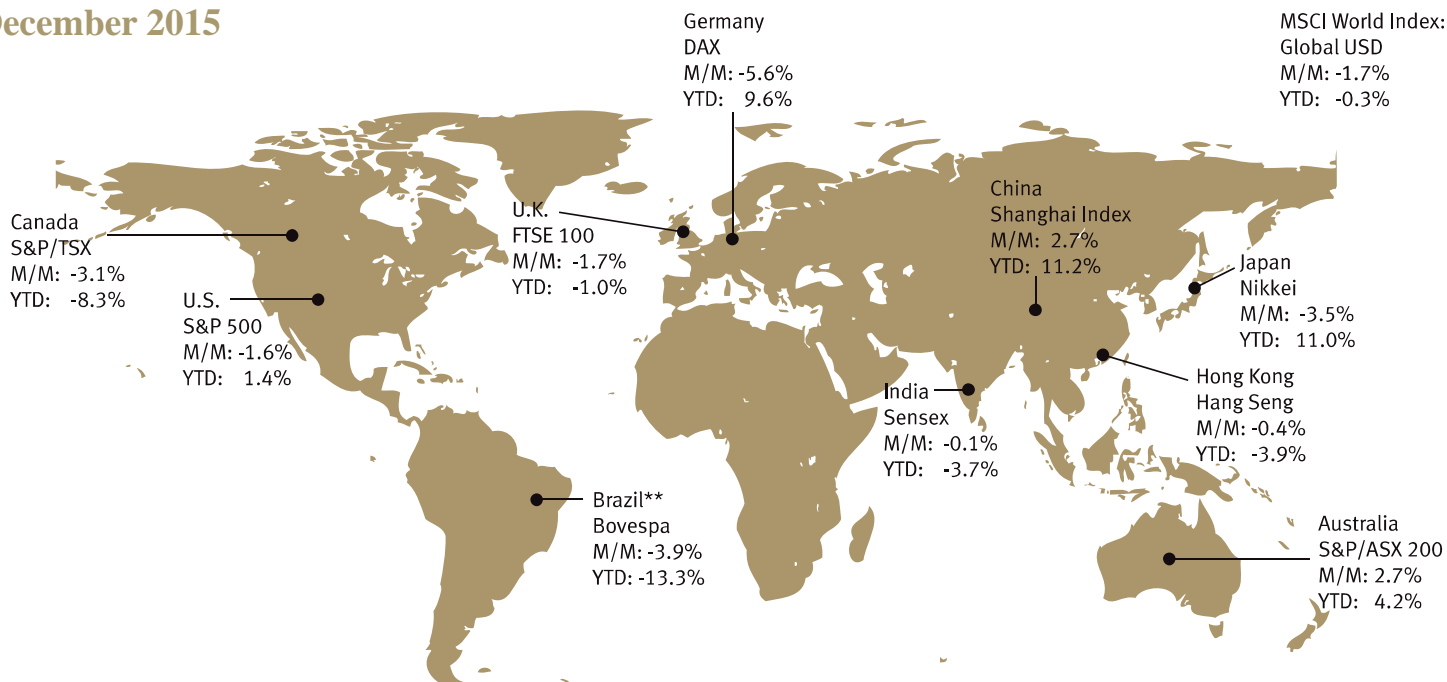 December 2015
Germany
DAX
M/M: -5.6%
YTD: 9.6%
MSCI World Index:
Global USD
M/M: -1.7%
YTD: -0.3%
Canada
S&P/TSX
M/M: -3.1%
YTD: -8.3%
U.S.
S&P 500
M/M: -1.6%
YTD: 1.4%
U.K.
FTSE 100
M/M: -1.7%
YTD: -1.0%
China
Shanghai Index
M/M: 2.7%
YTD: 11.2%
Japan
Nikkei
M/M: -3.5%
YTD: 11.0%
Hong Kong
Hang Seng
M/M: -0.4%
YTD: -3.9%
India
Sensex
M/M: -0.1%
YTD: -3.7%
Brazil**
Bovespa
M/M: -3.9%
YTD: -13.3%
Australia
S&P/ASX 200
M/M: 2.7%
YTD: 4.2%